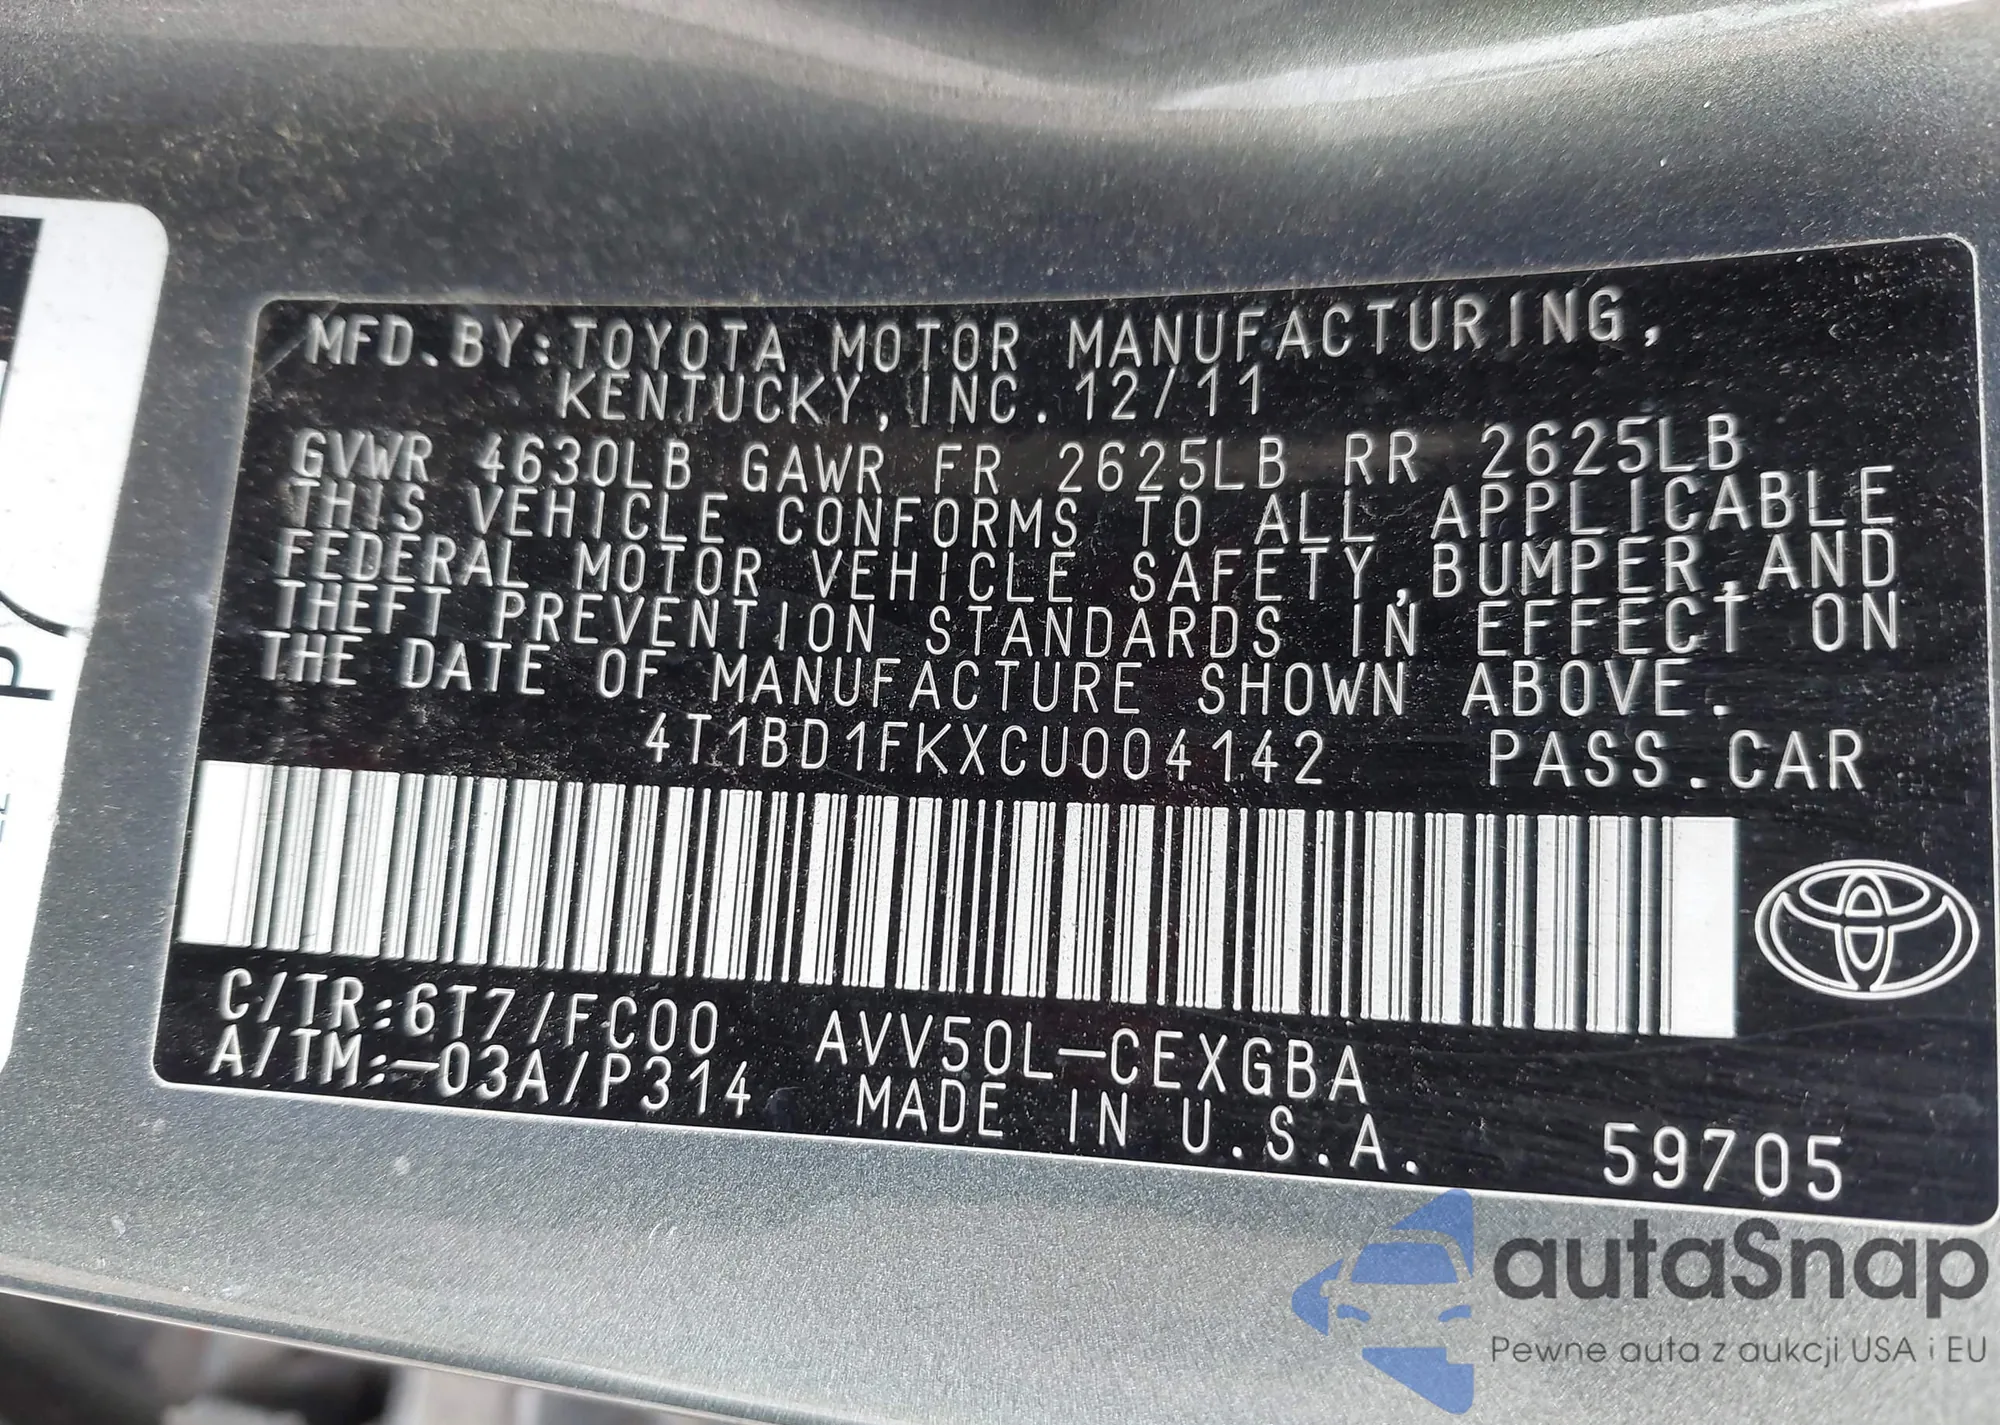 MFD.BY:TOYOTA MOTOR MANUFACTURING,
KENTUCKY,INC.12/11
GVWR 4630LB GAWR FR 2625LB RR 2625LB
THIS VEHICLE CONFORMS TO ALL APPLICABLE
FEDERAL MOTOR VEHICLE SAFETY,BUMPER,AND
THEFT PREVENTION STANDARDS IN EFFECT ON
THE DATE OF MANUFACTURE SHOWN ABOVE.
4T1BD1FKXCU004142 PASS.CAR
C/TR:6T7/FC00 AVV50L-CEXGBA
A/TM:-03A/P314 MADE IN U.S.A.
59705
autaSnap
Pewne auta z aukcji USA i EU